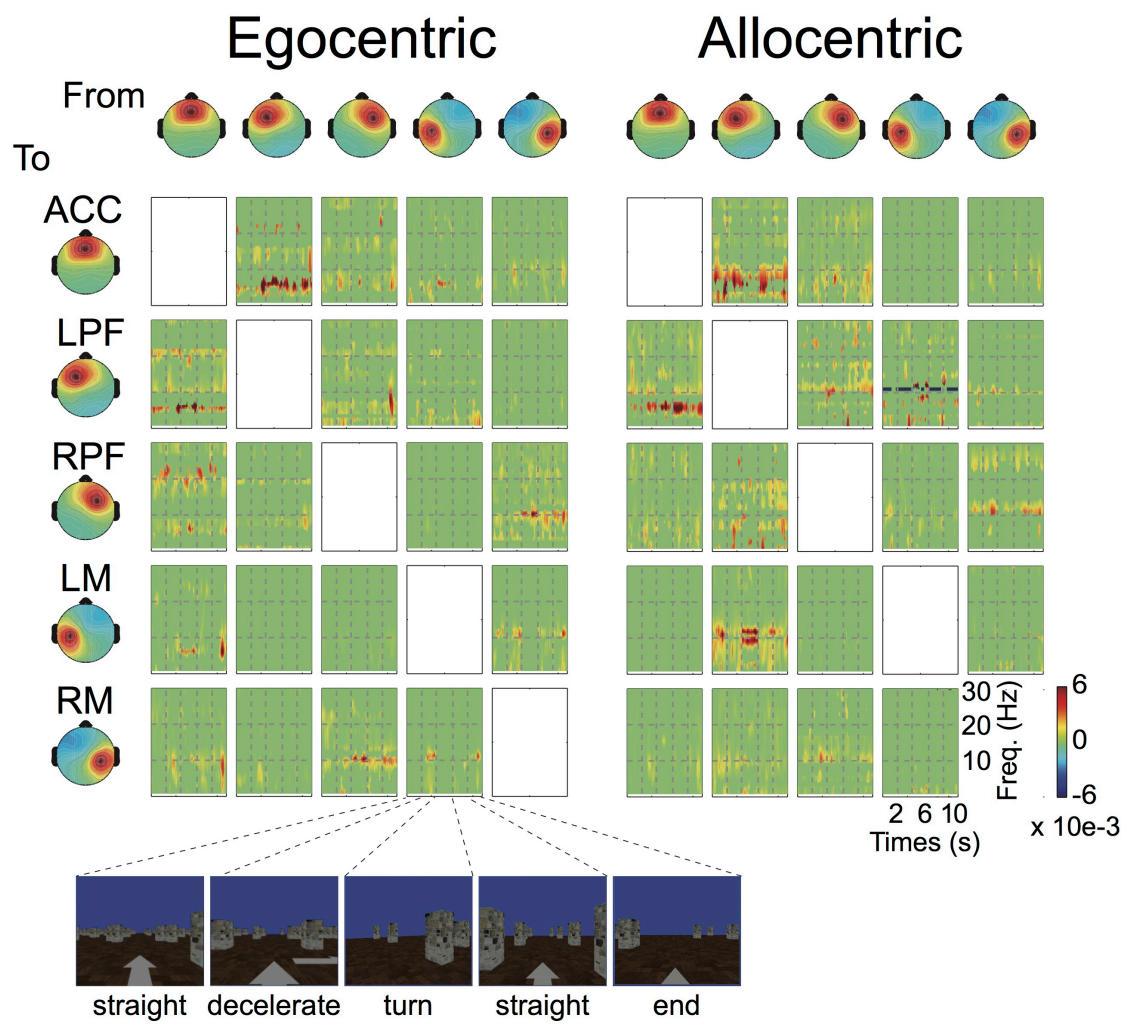 Egocentric Allocentric
From
To
ACC
LPF
RPF
LM
RM
30
20
10
Freq. (Hz)
6
0
-6
x 10e-3
2 6 10
Times (s)
straight decelerate turn straight end